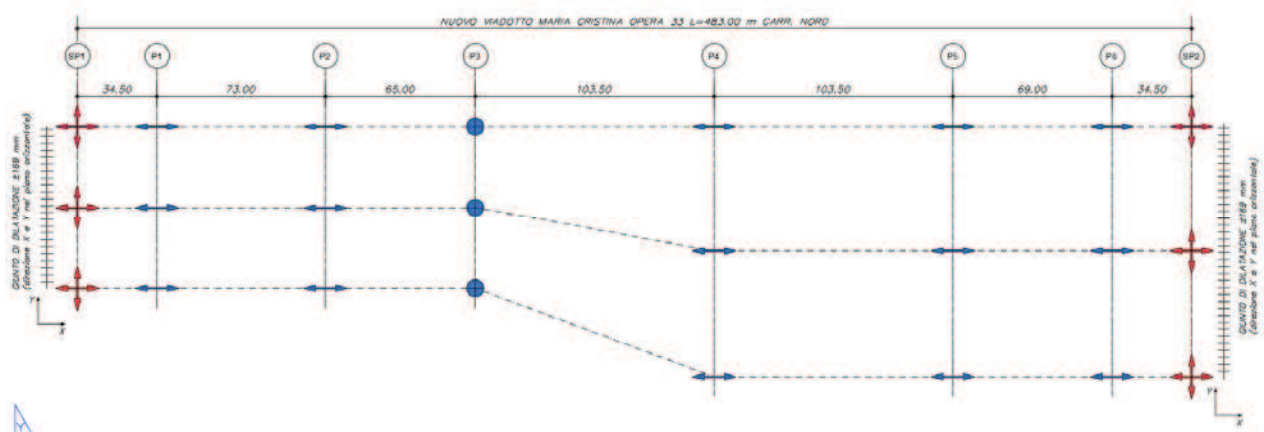 NUOVO VIADOTTO MARIA CRISTINA OPERA 33 L=483.00 m CARR. NORD
SP1 P1 P2 P3 P4 P5 P6 SP2
34.50 73.00 65.00 103.50 103.50 69.00 34.50
GIUNTO DI DILATAZIONE ±169 mm
(direzione X e Y nel piano orizzontale)
Y
X
GIUNTO DI DILATAZIONE ±169 mm
(direzione X e Y nel piano orizzontale)
Y
X